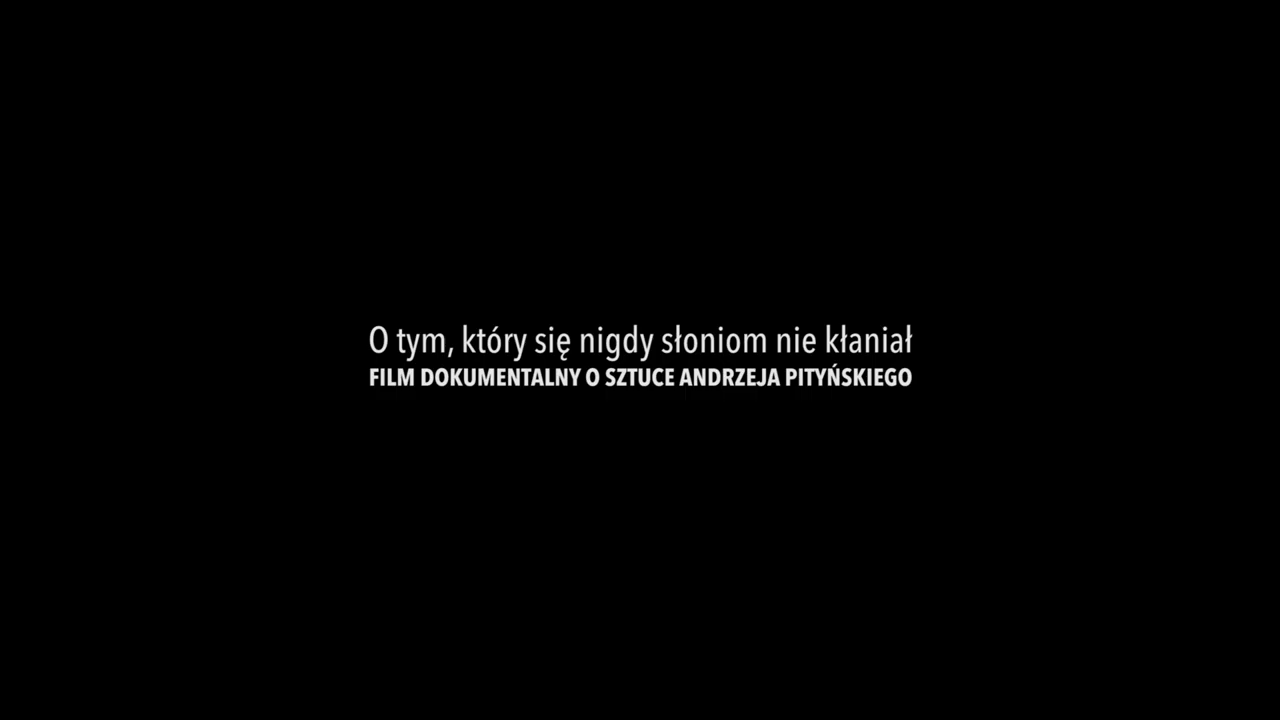 O tym, który się nigdy słoniom nie kłaniał
FILM DOKUMENTALNY O SZTUCE ANDRZEJA PITYŃSKIEGO